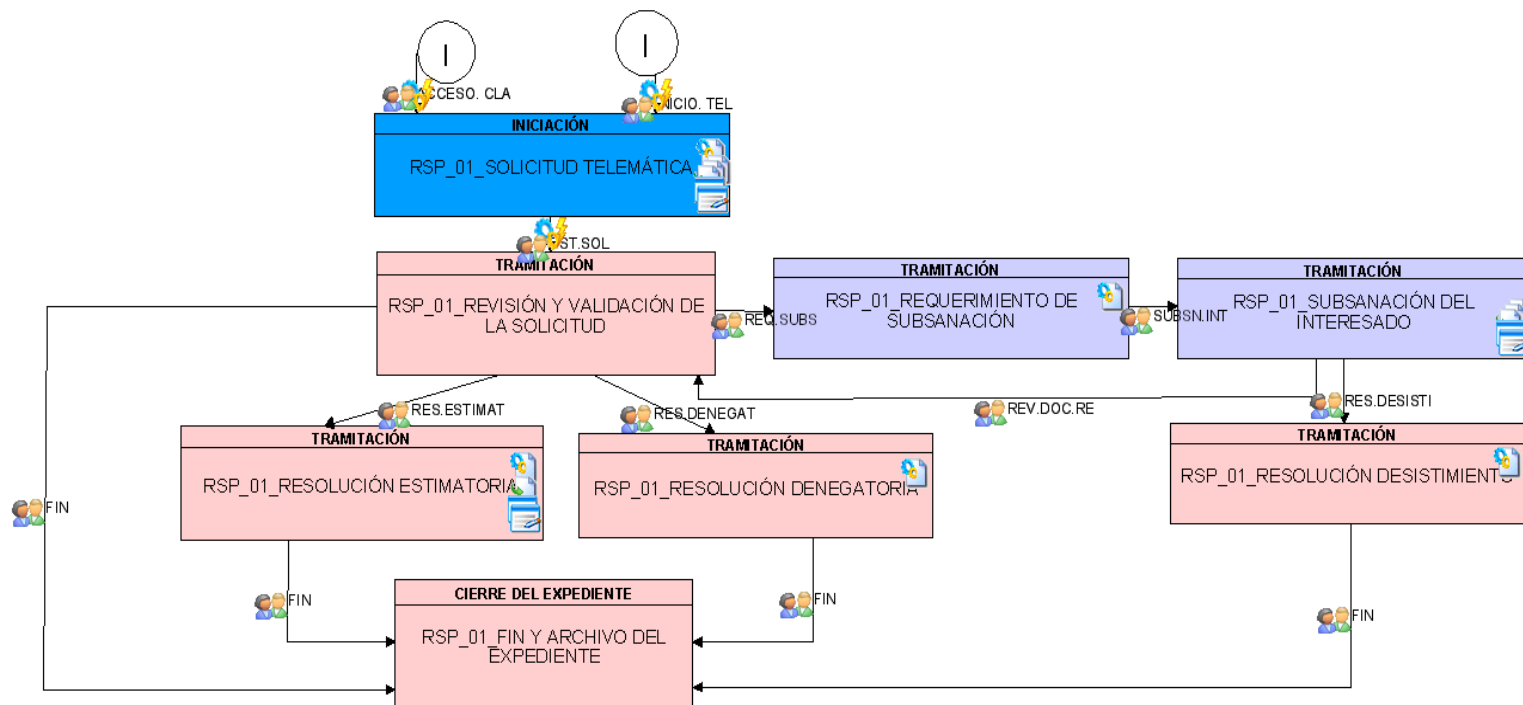 I
I
ACCESO. CLA
INICIO. TEL
INICIACIÓN
RSP_01_SOLICITUD TELEMÁTICA
ST.SOL
TRAMITACIÓN
RSP_01_REVISIÓN Y VALIDACIÓN DE
LA SOLICITUD
REQ.SUBS
TRAMITACIÓN
RSP_01_REQUERIMIENTO DE
SUBSANACIÓN
SUBSN.INT
TRAMITACIÓN
RSP_01_SUBSANACIÓN DEL
INTERESADO
RES.ESTIMAT
RES.DENEGAT
REV.DOC.RE
RES.DESISTI
TRAMITACIÓN
RSP_01_RESOLUCIÓN ESTIMATORIA
TRAMITACIÓN
RSP_01_RESOLUCIÓN DENEGATORIA
TRAMITACIÓN
RSP_01_RESOLUCIÓN DESISTIMIENTO
FIN
FIN
FIN
FIN
CIERRE DEL EXPEDIENTE
RSP_01_FIN Y ARCHIVO DEL
EXPEDIENTE